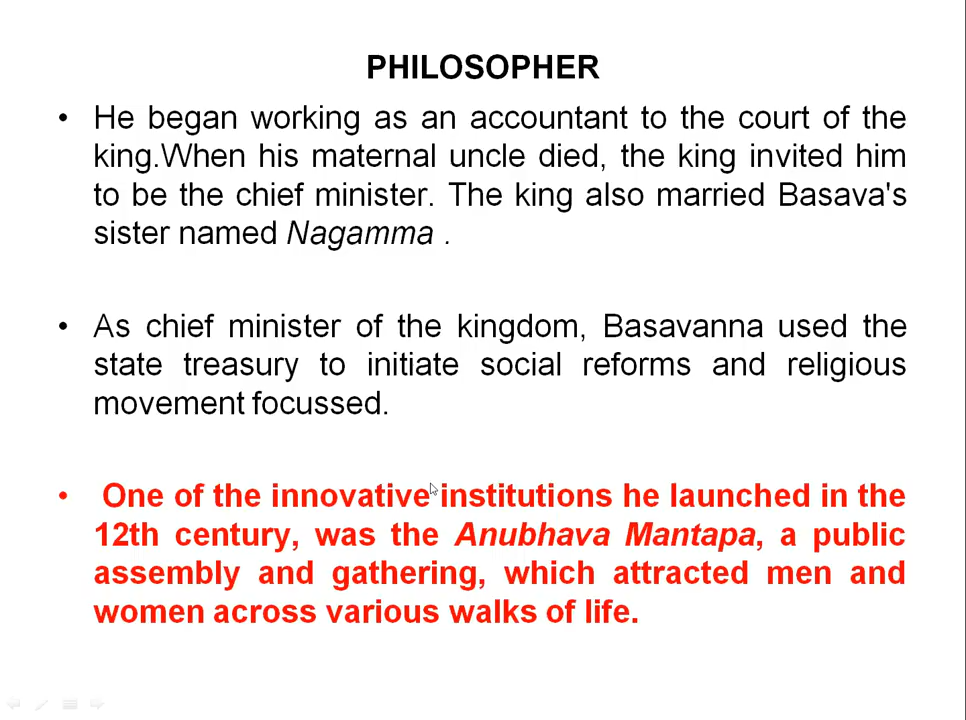 PHILOSOPHER
• He began working as an accountant to the court of the
king.When his maternal uncle died, the king invited him
to be the chief minister. The king also married Basava's
sister named Nagamma .
• As chief minister of the kingdom, Basavanna used the
state treasury to initiate social reforms and religious
movement focussed.
• One of the innovative institutions he launched in the
12th century, was the Anubhava Mantapa, a public
assembly and gathering, which attracted men and
women across various walks of life.